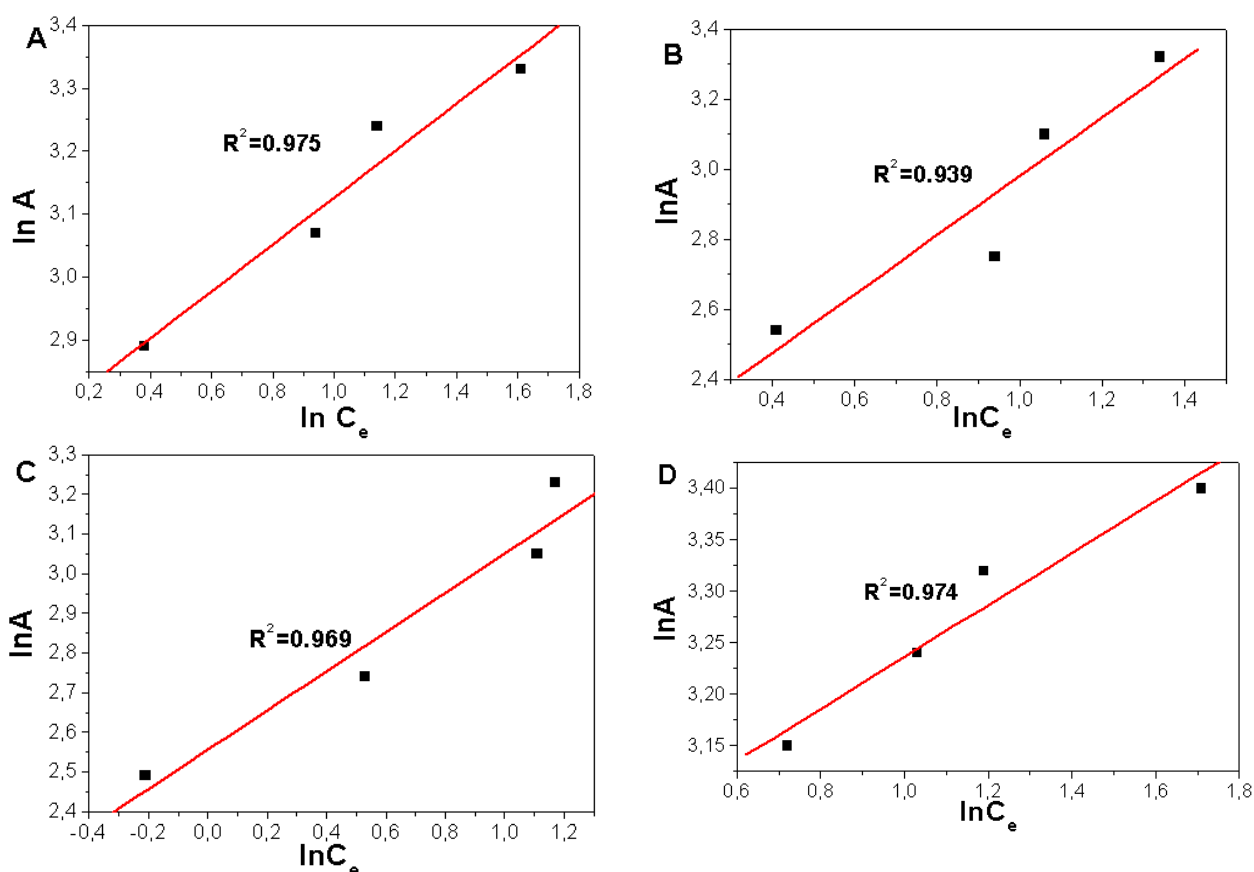 A
3,4
3,3
3,2
3,1
3,0
2,9
ln A
R²=0.975
0,2 0,4 0,6 0,8 1,0 1,2 1,4 1,6 1,8
ln Cₑ
B
3,4
3,2
3,0
2,8
2,6
2,4
lnA
R²=0.939
0,4 0,6 0,8 1,0 1,2 1,4
lnCₑ
C
3,3
3,2
3,1
3,0
2,9
2,8
2,7
2,6
2,5
2,4
lnA
R²=0.969
-0,4 -0,2 0,0 0,2 0,4 0,6 0,8 1,0 1,2
lnCₑ
D
3,40
3,35
3,30
3,25
3,20
3,15
lnA
R²=0.974
0,6 0,8 1,0 1,2 1,4 1,6 1,8
lnCₑ